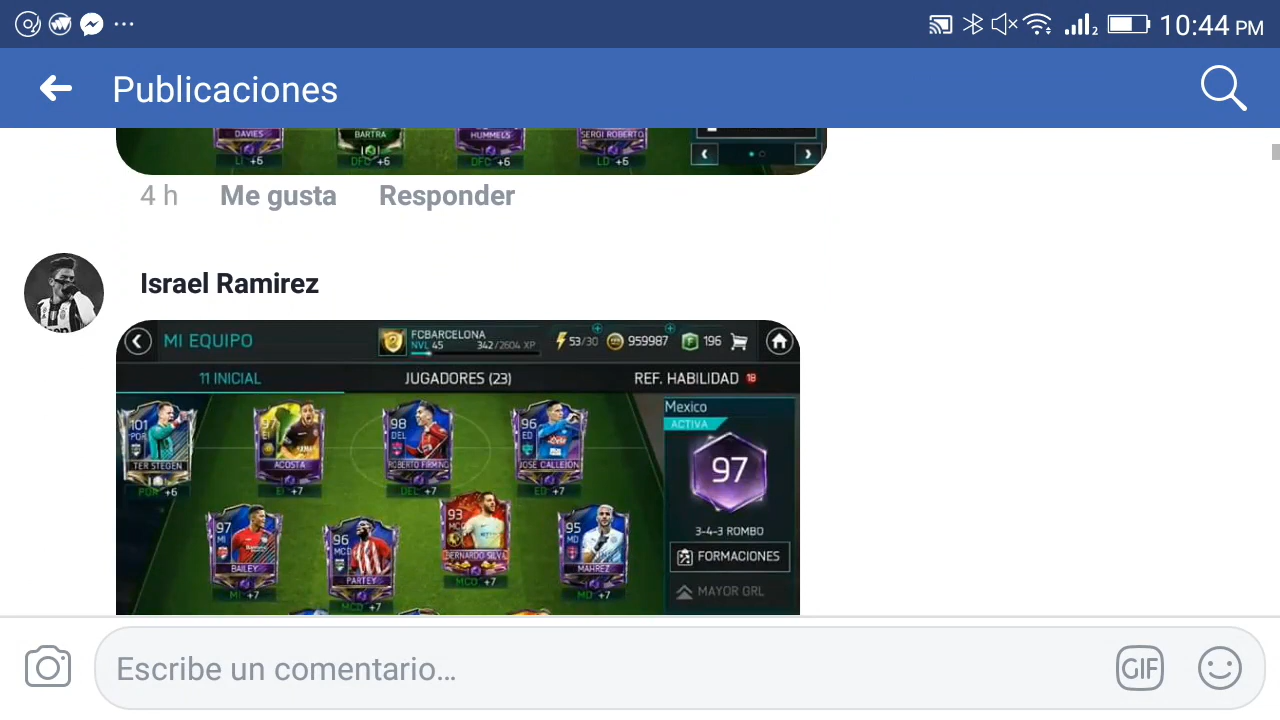 10:44 PM
Publicaciones
DAVIES BARTRA HUMMELS SERGI ROBERTO
LI +6 DFC +6 DFC +6 LD +6
4 h Me gusta Responder
Israel Ramirez
MI EQUIPO FCBARCELONA NVL 45 342/2604 XP 53/30 959987 196
11 INICIAL JUGADORES (23) REF. HABILIDAD 18
Mexico
ACTIVA
101 POR TER STEGEN POR +6
97 EI ACOSTA EI +7
98 DEL ROBERTO FIRMINO DEL +7
96 ED JOSÉ CALLEJÓN ED +7
97
3-4-3 ROMBO
FORMACIONES
MAYOR GRL
97 MI BAILEY MI +7
96 MCD PARTEY MCD +7
93 MCO BERNARDO SILVA MCO +7
95 MD MAHREZ MD +7
Escribe un comentario... GIF